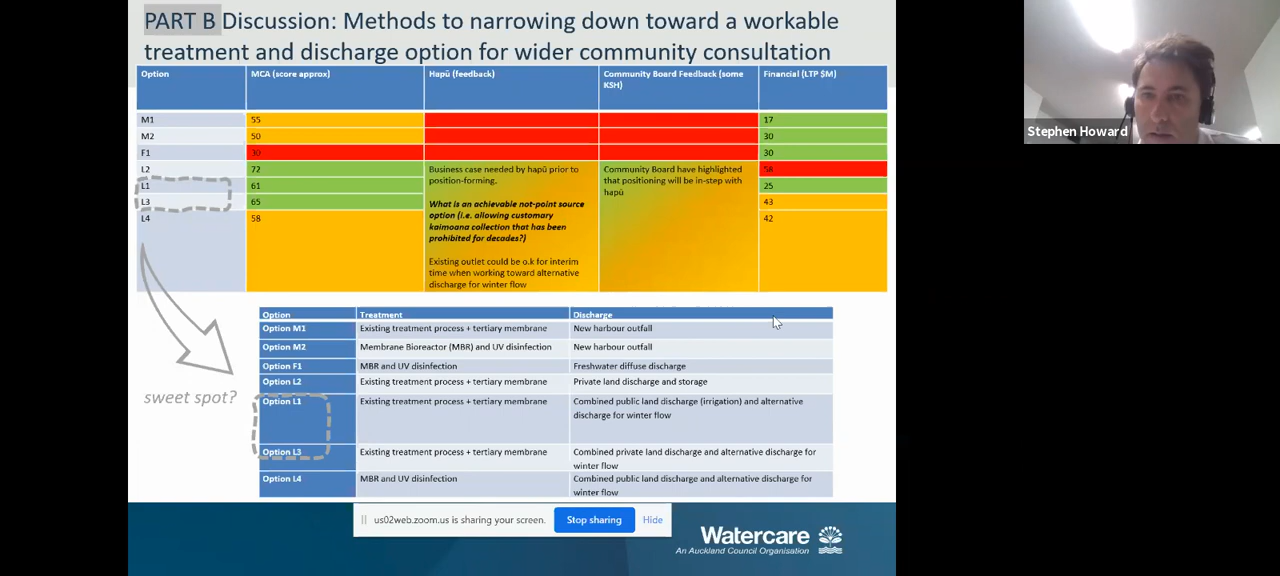 PART B Discussion: Methods to narrowing down toward a workable
treatment and discharge option for wider community consultation
Option MCA (score approx) Hapū (feedback) Community Board Feedback (some Financial (LTP $M)
KSH)
M1 55 17
M2 50 30
F1 30 30
L2 72 Business case needed by hapū prior to Community Board have highlighted 58
position-forming. that positioning will be in-step with
L1 61 hapū 25
L3 65 What is an achievable not-point source 43
option (i.e. allowing customary
L4 58 kaimoana collection that has been 42
prohibited for decades?)
Existing outlet could be o.k for interim
time when working toward alternative
discharge for winter flow
Option Treatment Discharge
Option M1 Existing treatment process + tertiary membrane New harbour outfall
Option M2 Membrane Bioreactor (MBR) and UV disinfection New harbour outfall
Option F1 MBR and UV disinfection Freshwater diffuse discharge
Option L2 Existing treatment process + tertiary membrane Private land discharge and storage
Option L1 Existing treatment process + tertiary membrane Combined public land discharge (irrigation) and alternative
discharge for winter flow
Option L3 Existing treatment process + tertiary membrane Combined private land discharge and alternative discharge for
winter flow
Option L4 MBR and UV disinfection Combined public land discharge and alternative discharge for
winter flow
sweet spot?
us02web.zoom.us is sharing your screen. Stop sharing Hide
Watercare
An Auckland Council Organisation
Stephen Howard